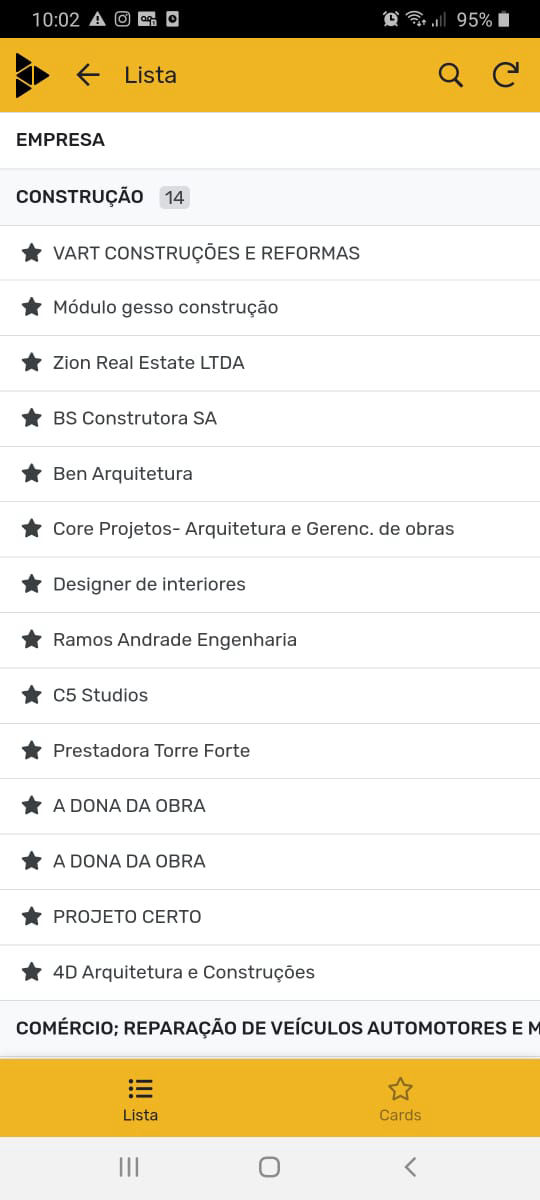 10:02
95%
Lista
EMPRESA
CONSTRUÇÃO 14
VART CONSTRUÇÕES E REFORMAS
Módulo gesso construção
Zion Real Estate LTDA
BS Construtora SA
Ben Arquitetura
Core Projetos- Arquitetura e Gerenc. de obras
Designer de interiores
Ramos Andrade Engenharia
C5 Studios
Prestadora Torre Forte
A DONA DA OBRA
A DONA DA OBRA
PROJETO CERTO
4D Arquitetura e Construções
COMÉRCIO; REPARAÇÃO DE VEÍCULOS AUTOMOTORES E M
Lista
Cards